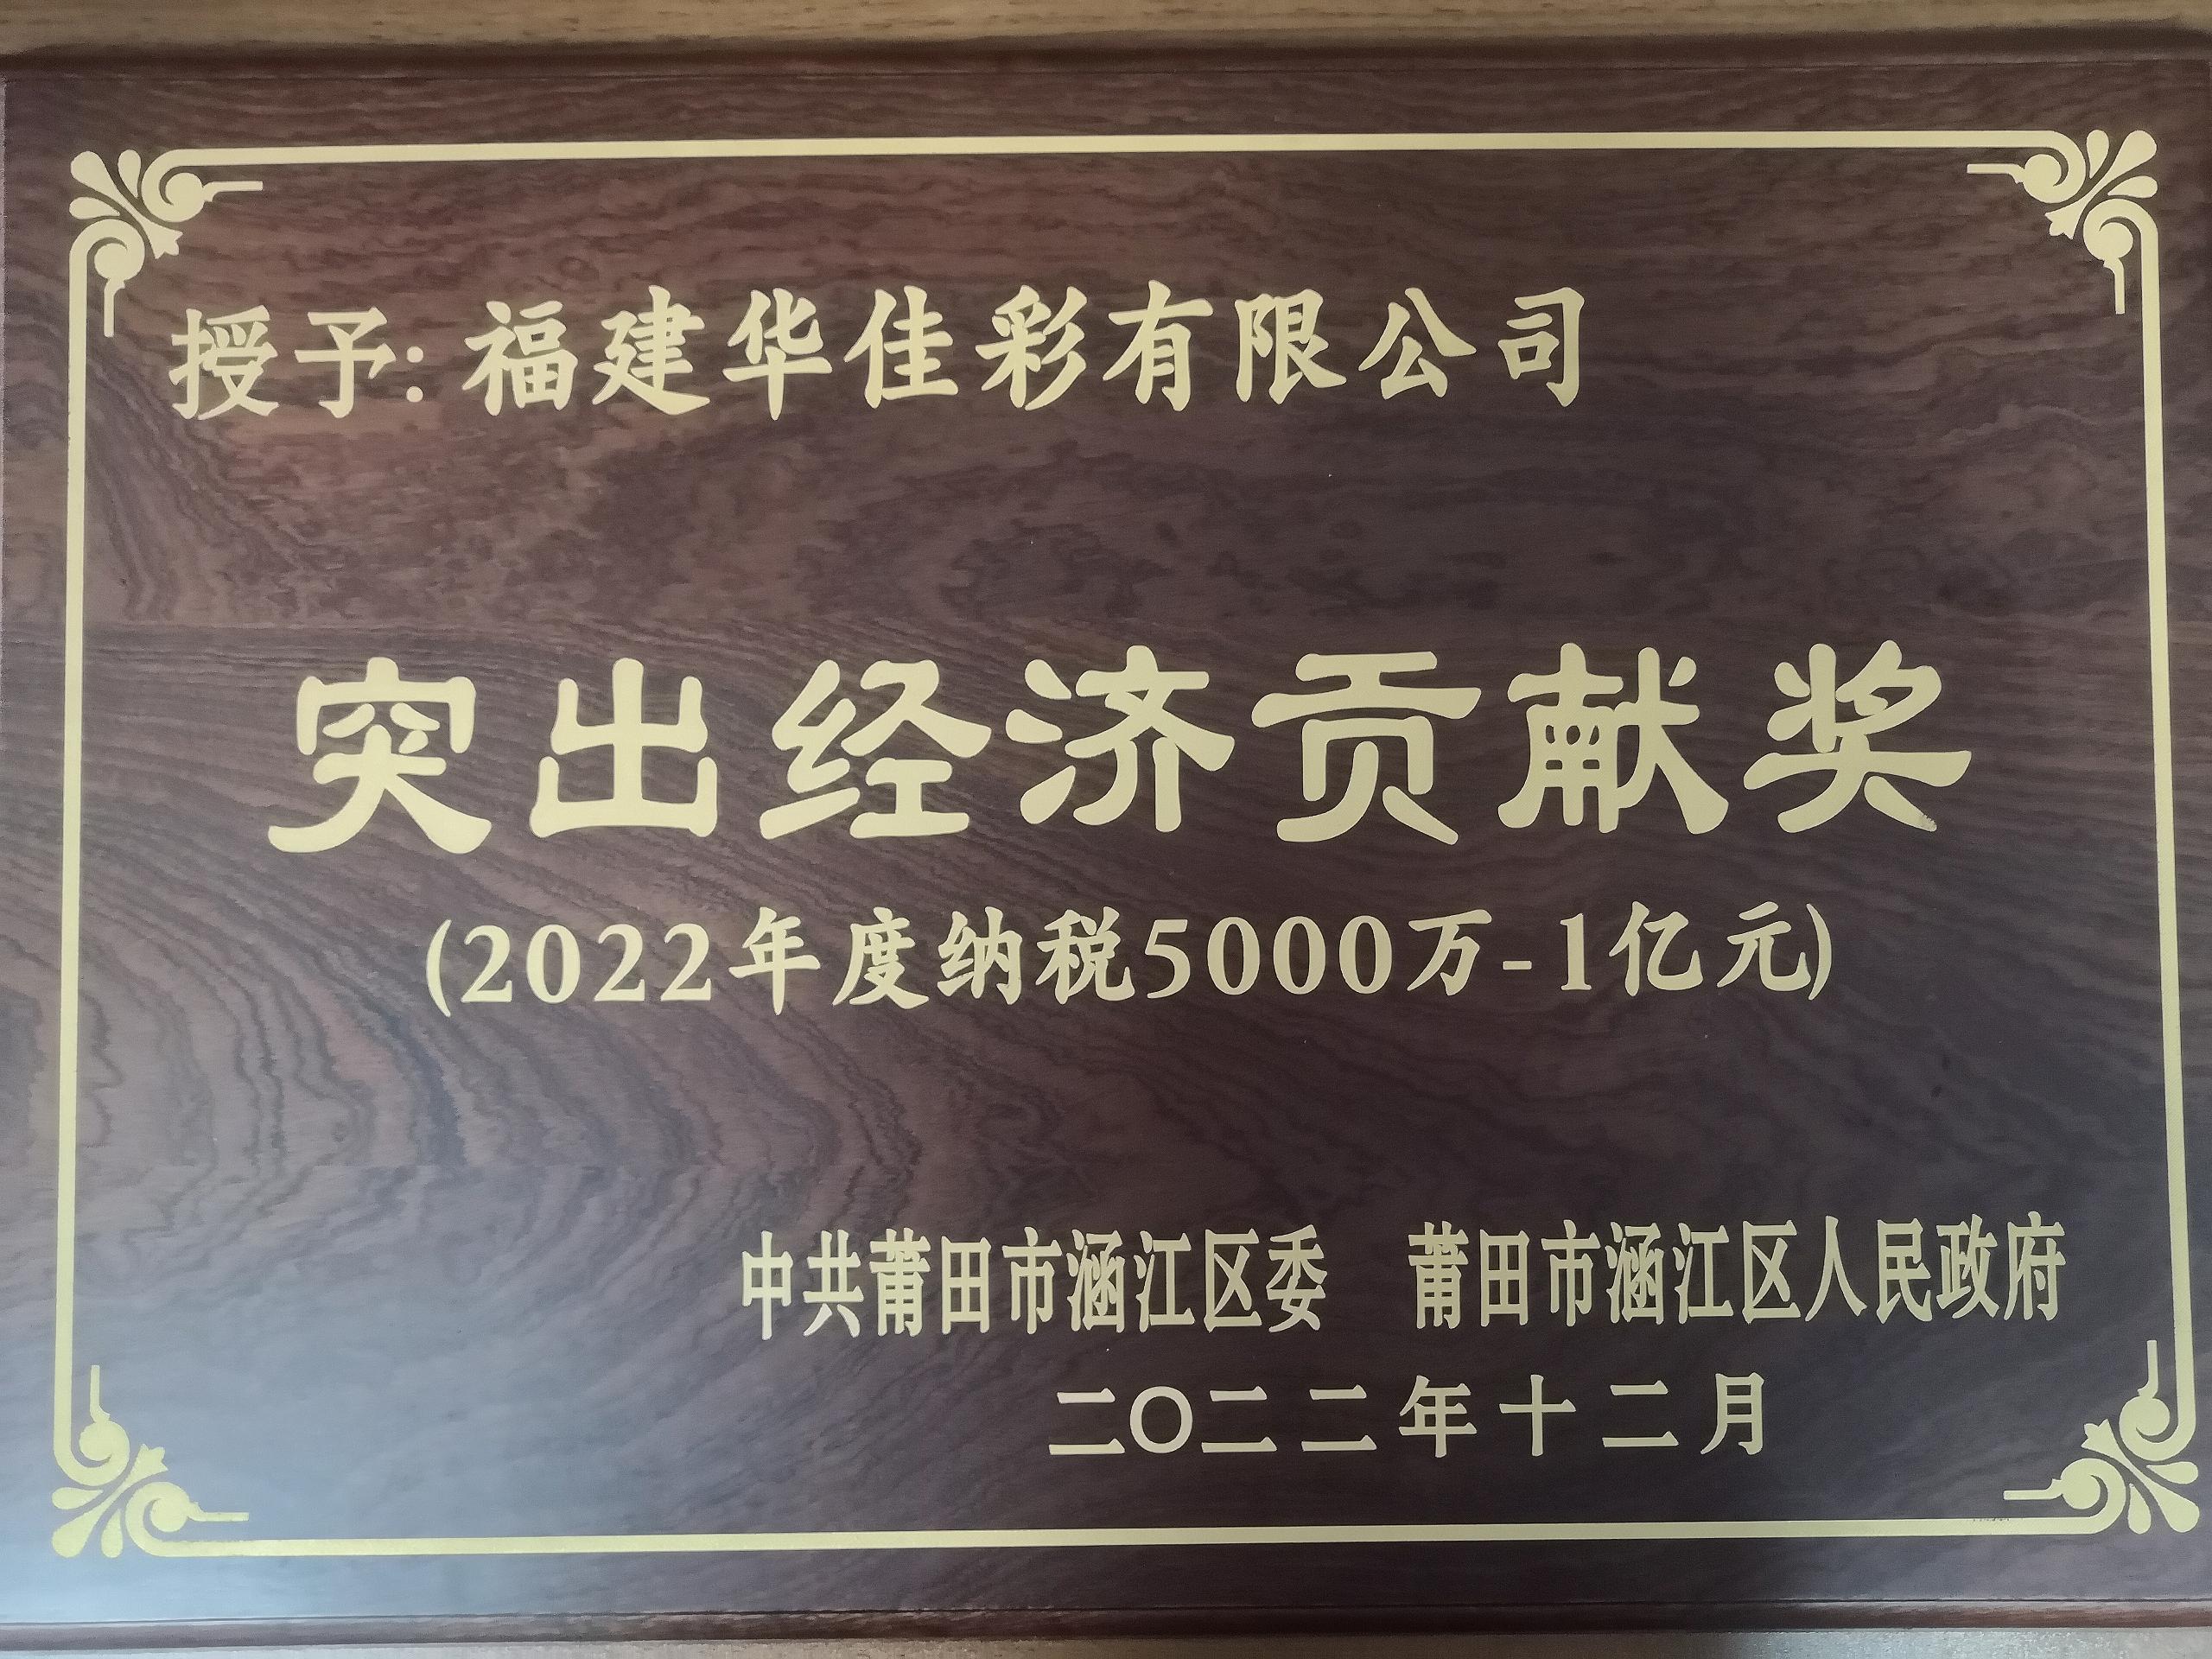 授予:福建华佳彩有限公司
突出经济贡献奖
(2022年度纳税5000万-1亿元)
中共莆田市涵江区委 莆田市涵江区人民政府
二〇二二年十二月